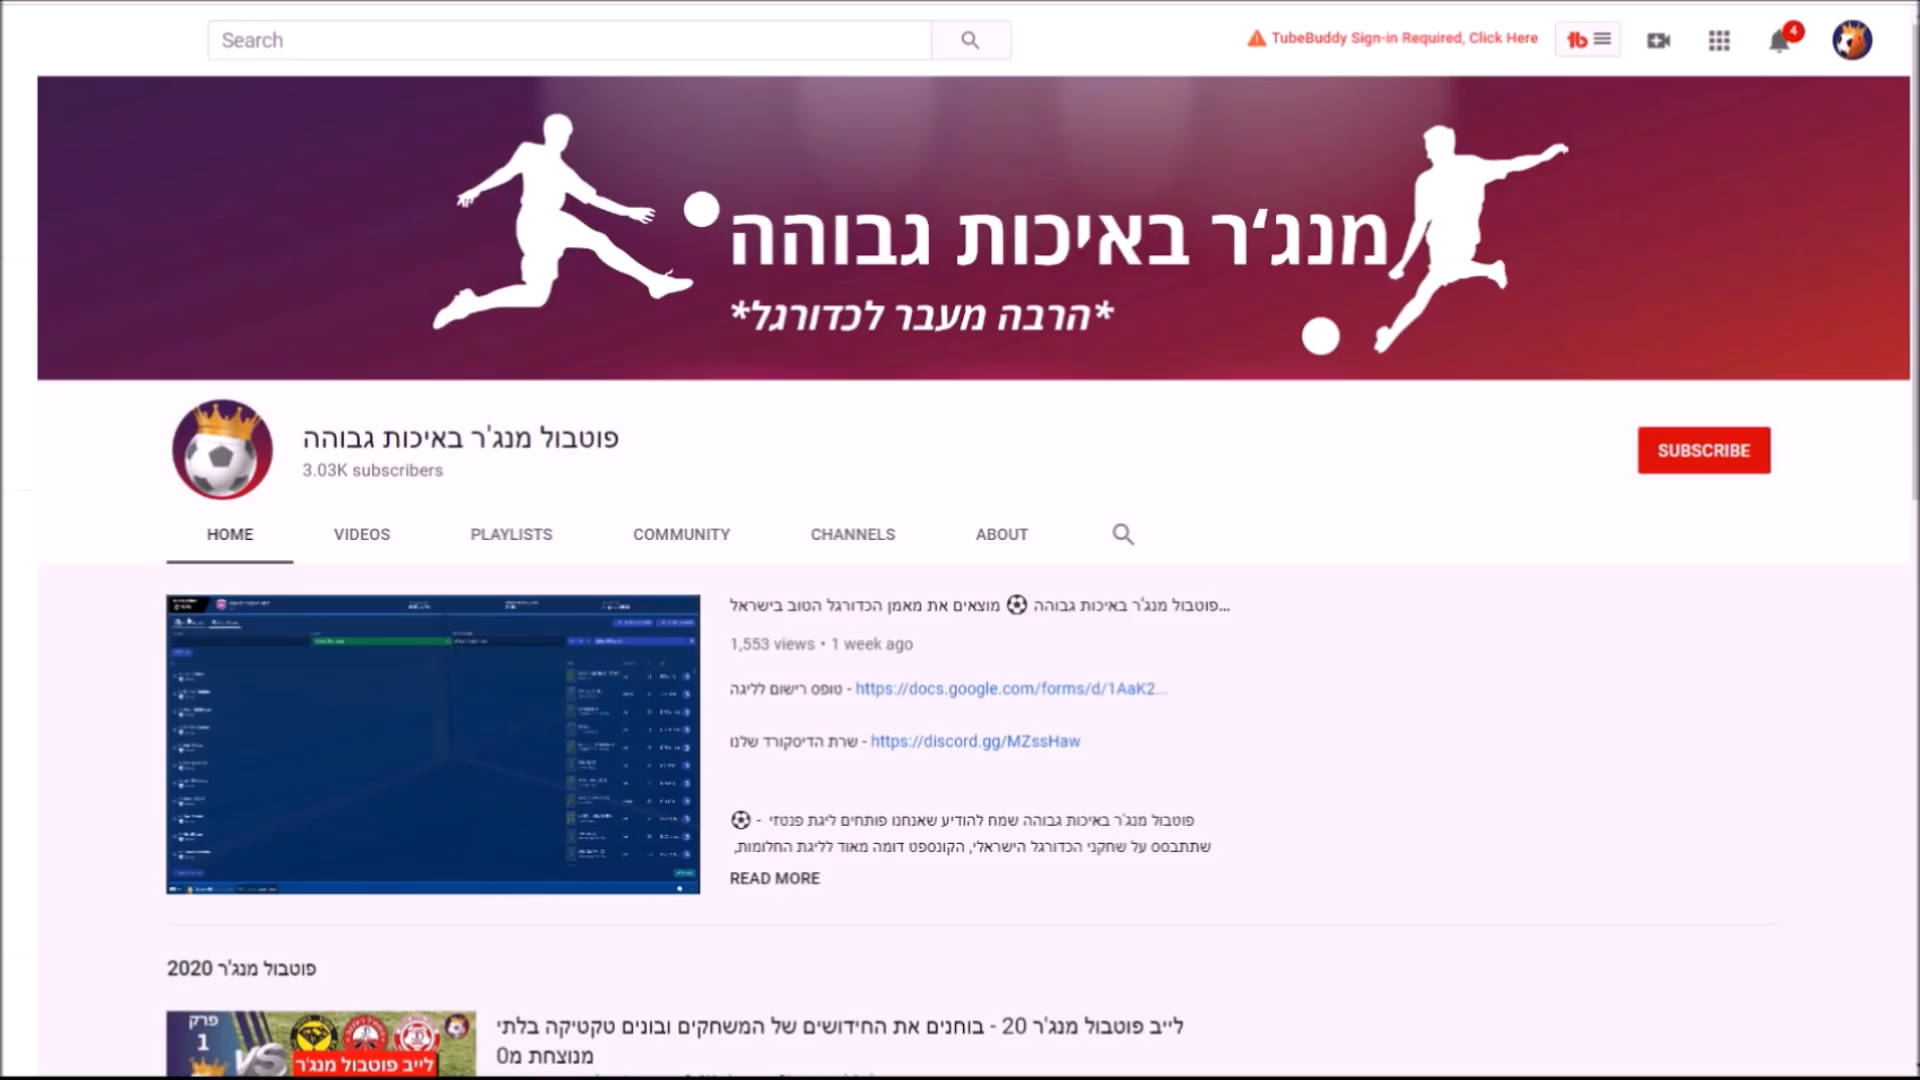 Search
TubeBuddy Sign-in Required, Click Here
4
מנג'ר באיכות גבוהה
*הרבה מעבר לכדורגל*
פוטבול מנג'ר באיכות גבוהה
3.03K subscribers
SUBSCRIBE
HOME
VIDEOS
PLAYLISTS
COMMUNITY
CHANNELS
ABOUT
פוטבול מנג'ר באיכות גבוהה ⚽ מוצאים את מאמן הכדורגל הטוב בישראל...
1,553 views • 1 week ago
טופס רישום לליגה - https://docs.google.com/forms/d/1AaK2...
שרת הדיסקורד שלנו - https://discord.gg/MZssHaw
⚽ - פוטבול מנג'ר באיכות גבוהה שמח להודיע שאנחנו פותחים ליגת פנטזי
שתתבסס על שחקני הכדורגל הישראלי, הקונספט דומה מאוד לליגת החלומות,
READ MORE
פוטבול מנג'ר 2020
פרק
1
VS
לייב פוטבול מנג'ר
לייב פוטבול מנג'ר 20 - בוחנים את החידושים של המשחקים ובונים טקטיקה בלתי
מנוצחת מ0